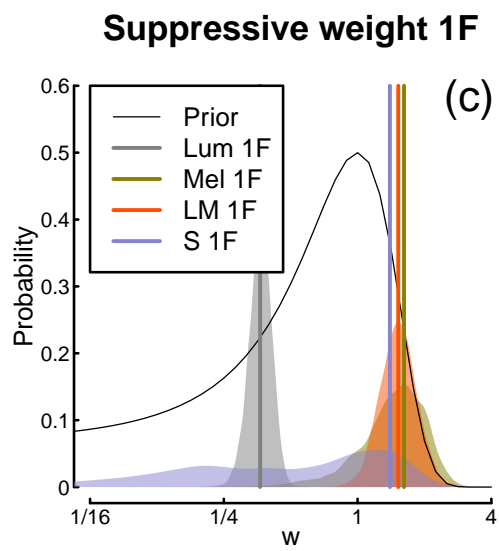 Suppressive weight 1F
(c)
Prior
Lum 1F
Mel 1F
LM 1F
S 1F
Probability
0.6
0.5
0.4
0.3
0.2
0.1
0
1/16 1/4 1 4
w